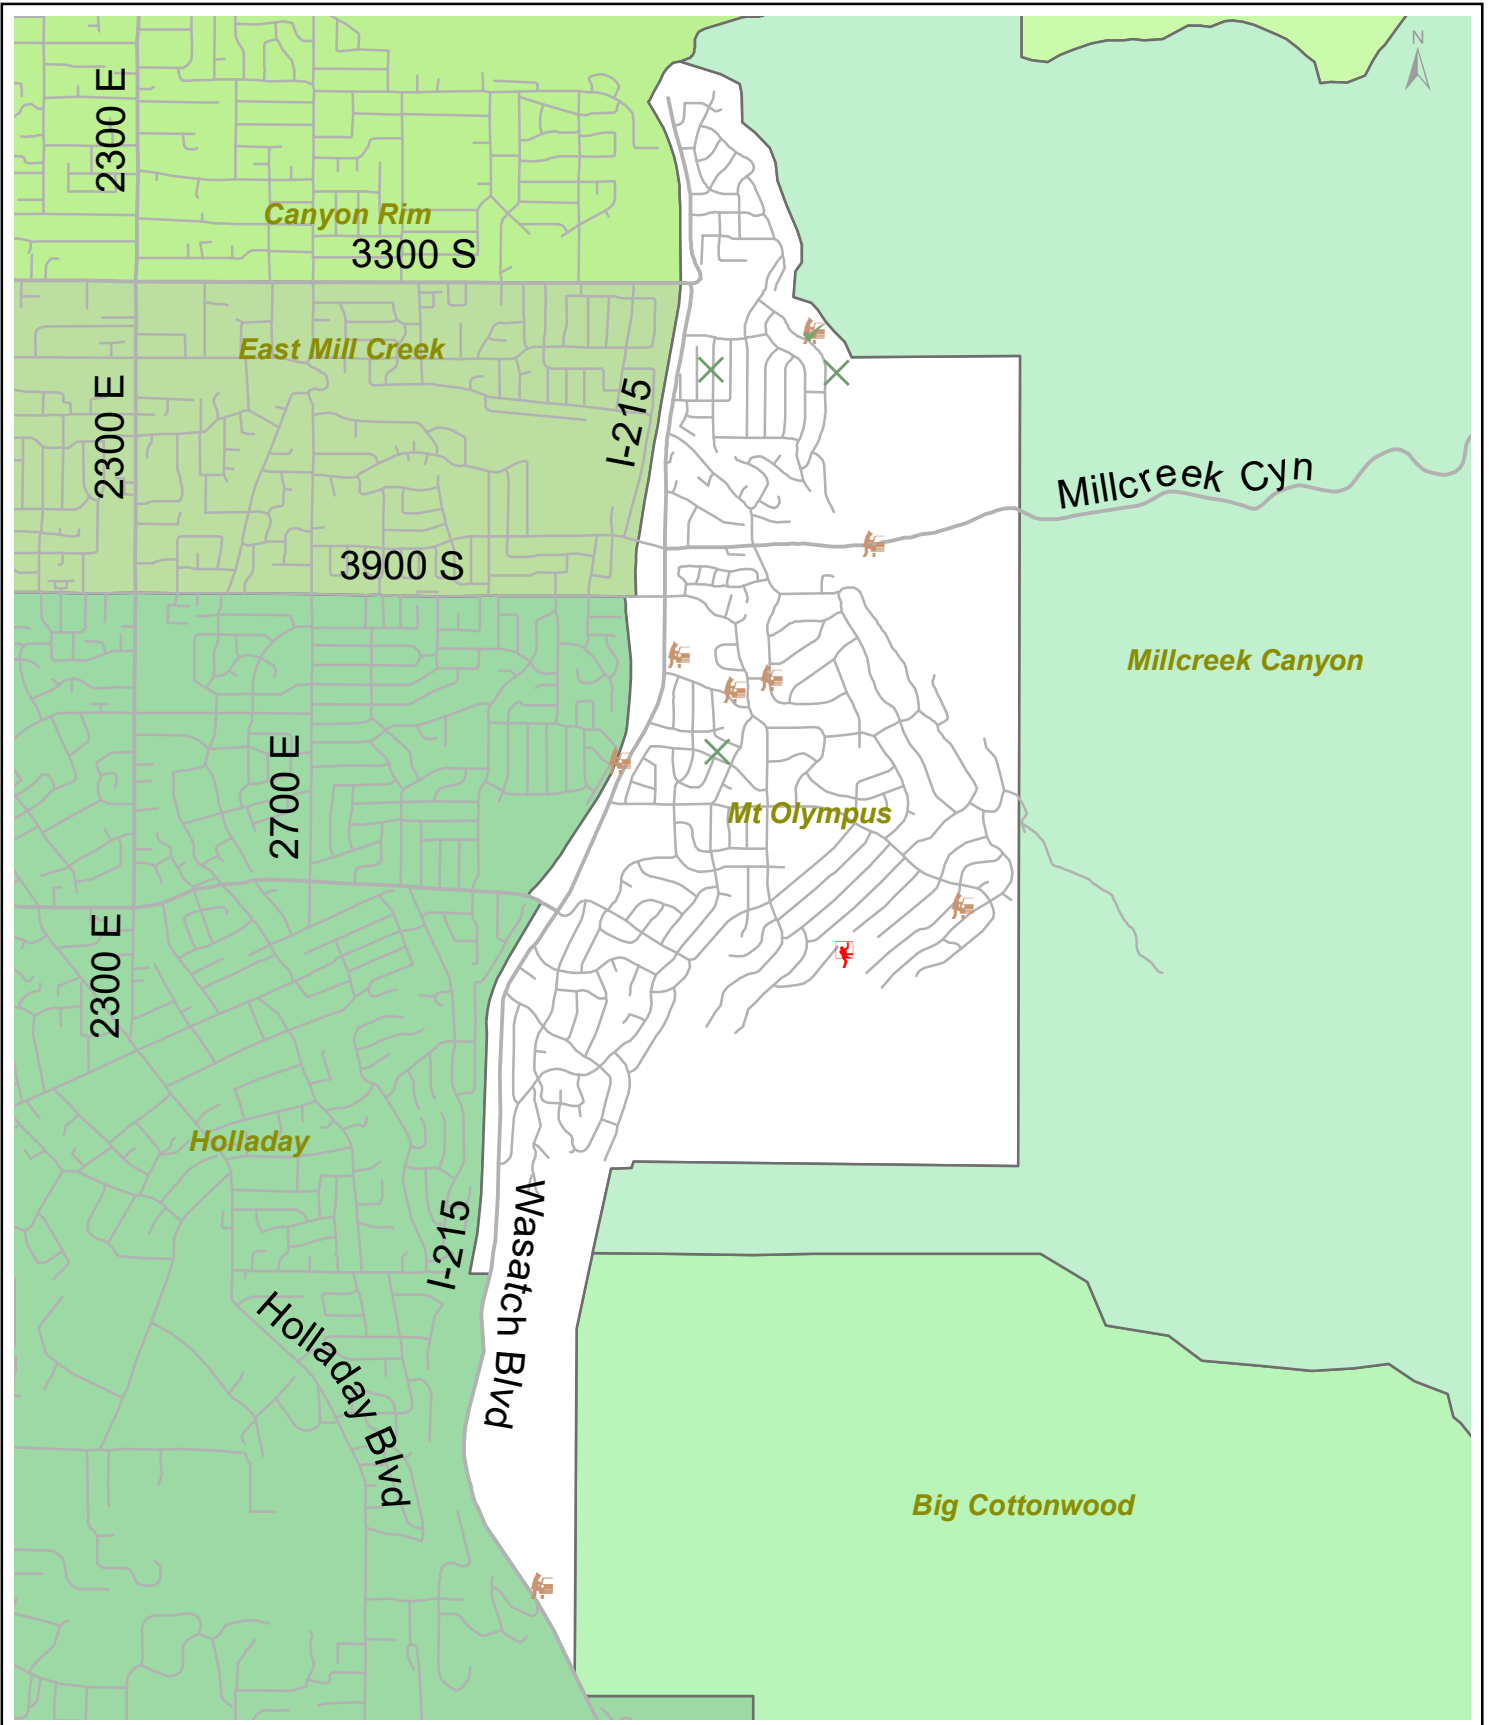 N
2300 E
Canyon Rim
3300 S
East Mill Creek
2300 E
I-215
Millcreek Cyn
3900 S
Millcreek Canyon
2700 E
Mt Olympus
2300 E
Holladay
I-215
Wasatch Blvd
Holladay Blvd
Big Cottonwood